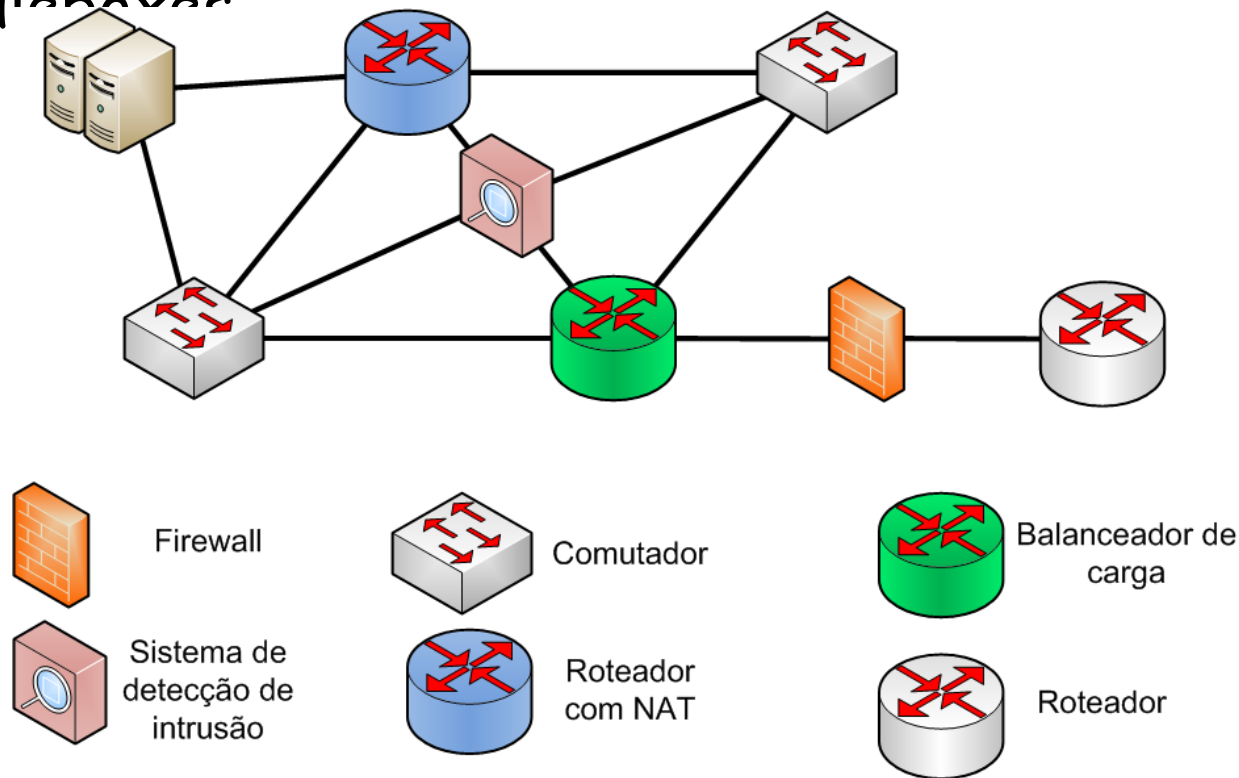 Firewall
Comutador
Balanceador de
carga
Sistema de
detecção de
intrusão
Roteador
com NAT
Roteador